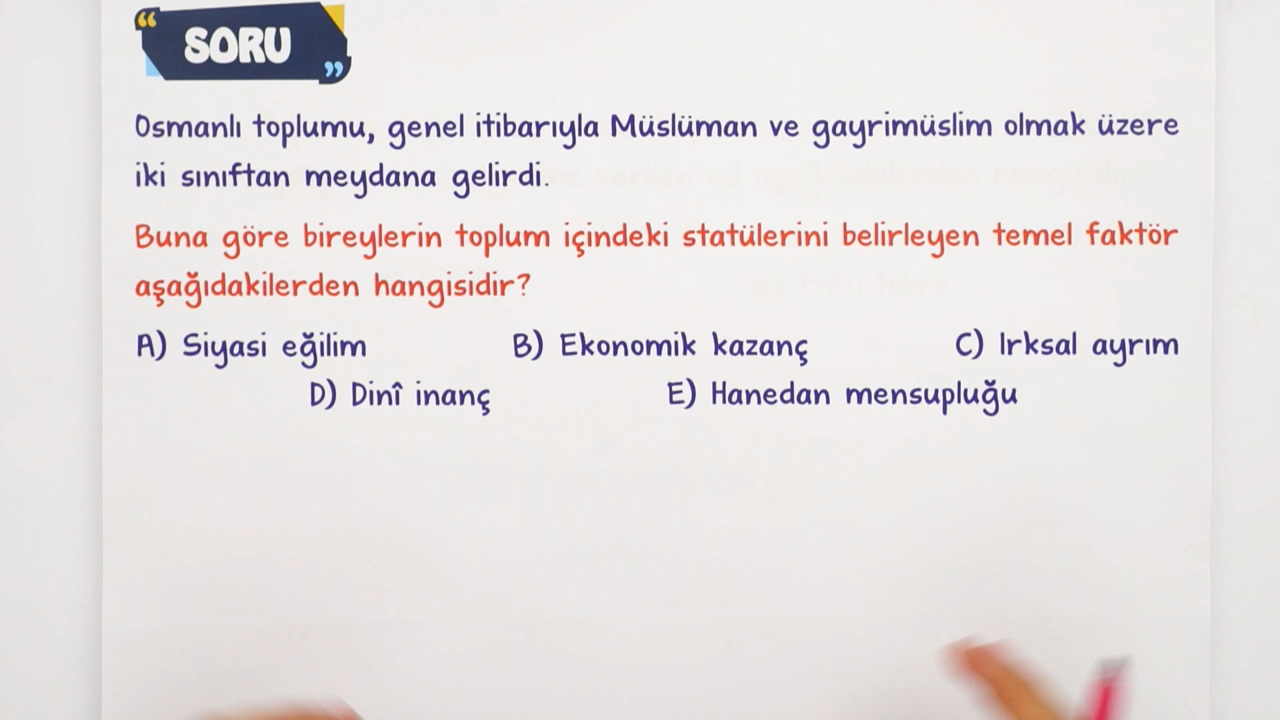 SORU
Osmanlı toplumu, genel itibarıyla Müslüman ve gayrimüslim olmak üzere
iki sınıftan meydana gelirdi.
Buna göre bireylerin toplum içindeki statülerini belirleyen temel faktör
aşağıdakilerden hangisidir?
A) Siyasi eğilim B) Ekonomik kazanç C) Irksal ayrım
D) Dinî inanç E) Hanedan mensupluğu